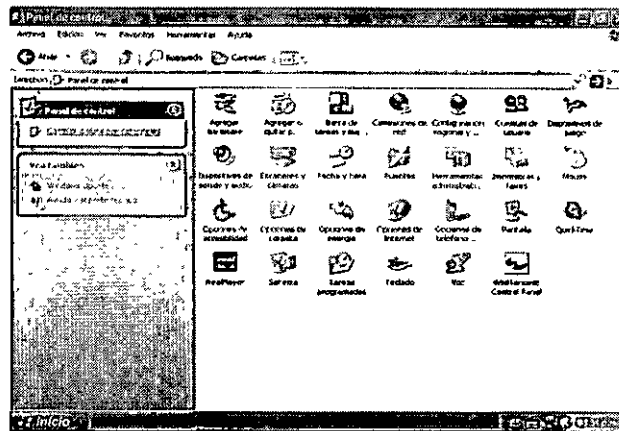 Panel de control
Archivo Edición Ver Favoritos Herramientas Ayuda
Atrás Búsqueda Carpetas
Dirección Panel de control
Panel de control
Vea también
Windows Update
Agregar hardware
Agregar o quitar p...
Barra de tareas y me...
Conexiones de red
Configuración regional y ...
Cuentas de usuario
Dispositivos de juego
Dispositivos de sonido y audio
Escáneres y cámaras
Fecha y hora
Fuentes
Herramientas administrati...
Impresoras y faxes
Mouse
Opciones de accesibilidad
Opciones de carpeta
Opciones de energía
Opciones de Internet
Opciones de teléfono ...
Pantalla
QuickTime
RealPlayer
Sistema
Tareas programadas
Teclado
Voz
Control Panel
Inicio